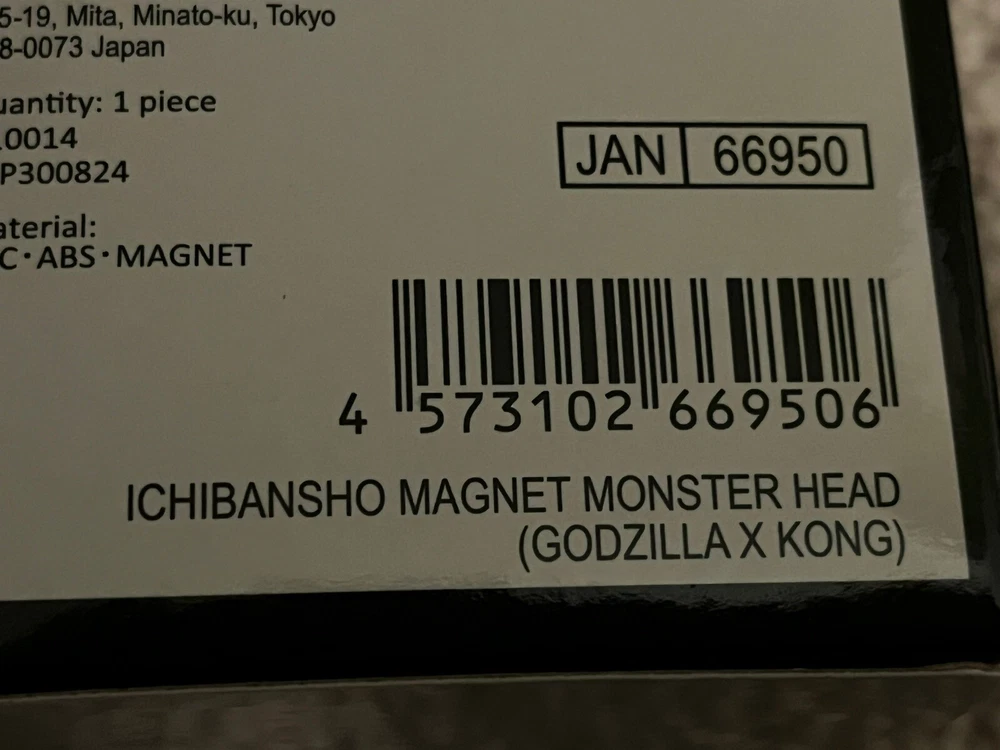 5-19, Mita, Minato-ku, Tokyo
8-0073 Japan
uantity: 1 piece
10014
P300824
aterial:
C·ABS·MAGNET
JAN 66950
4 573102 669506
ICHIBANSHO MAGNET MONSTER HEAD
(GODZILLA X KONG)